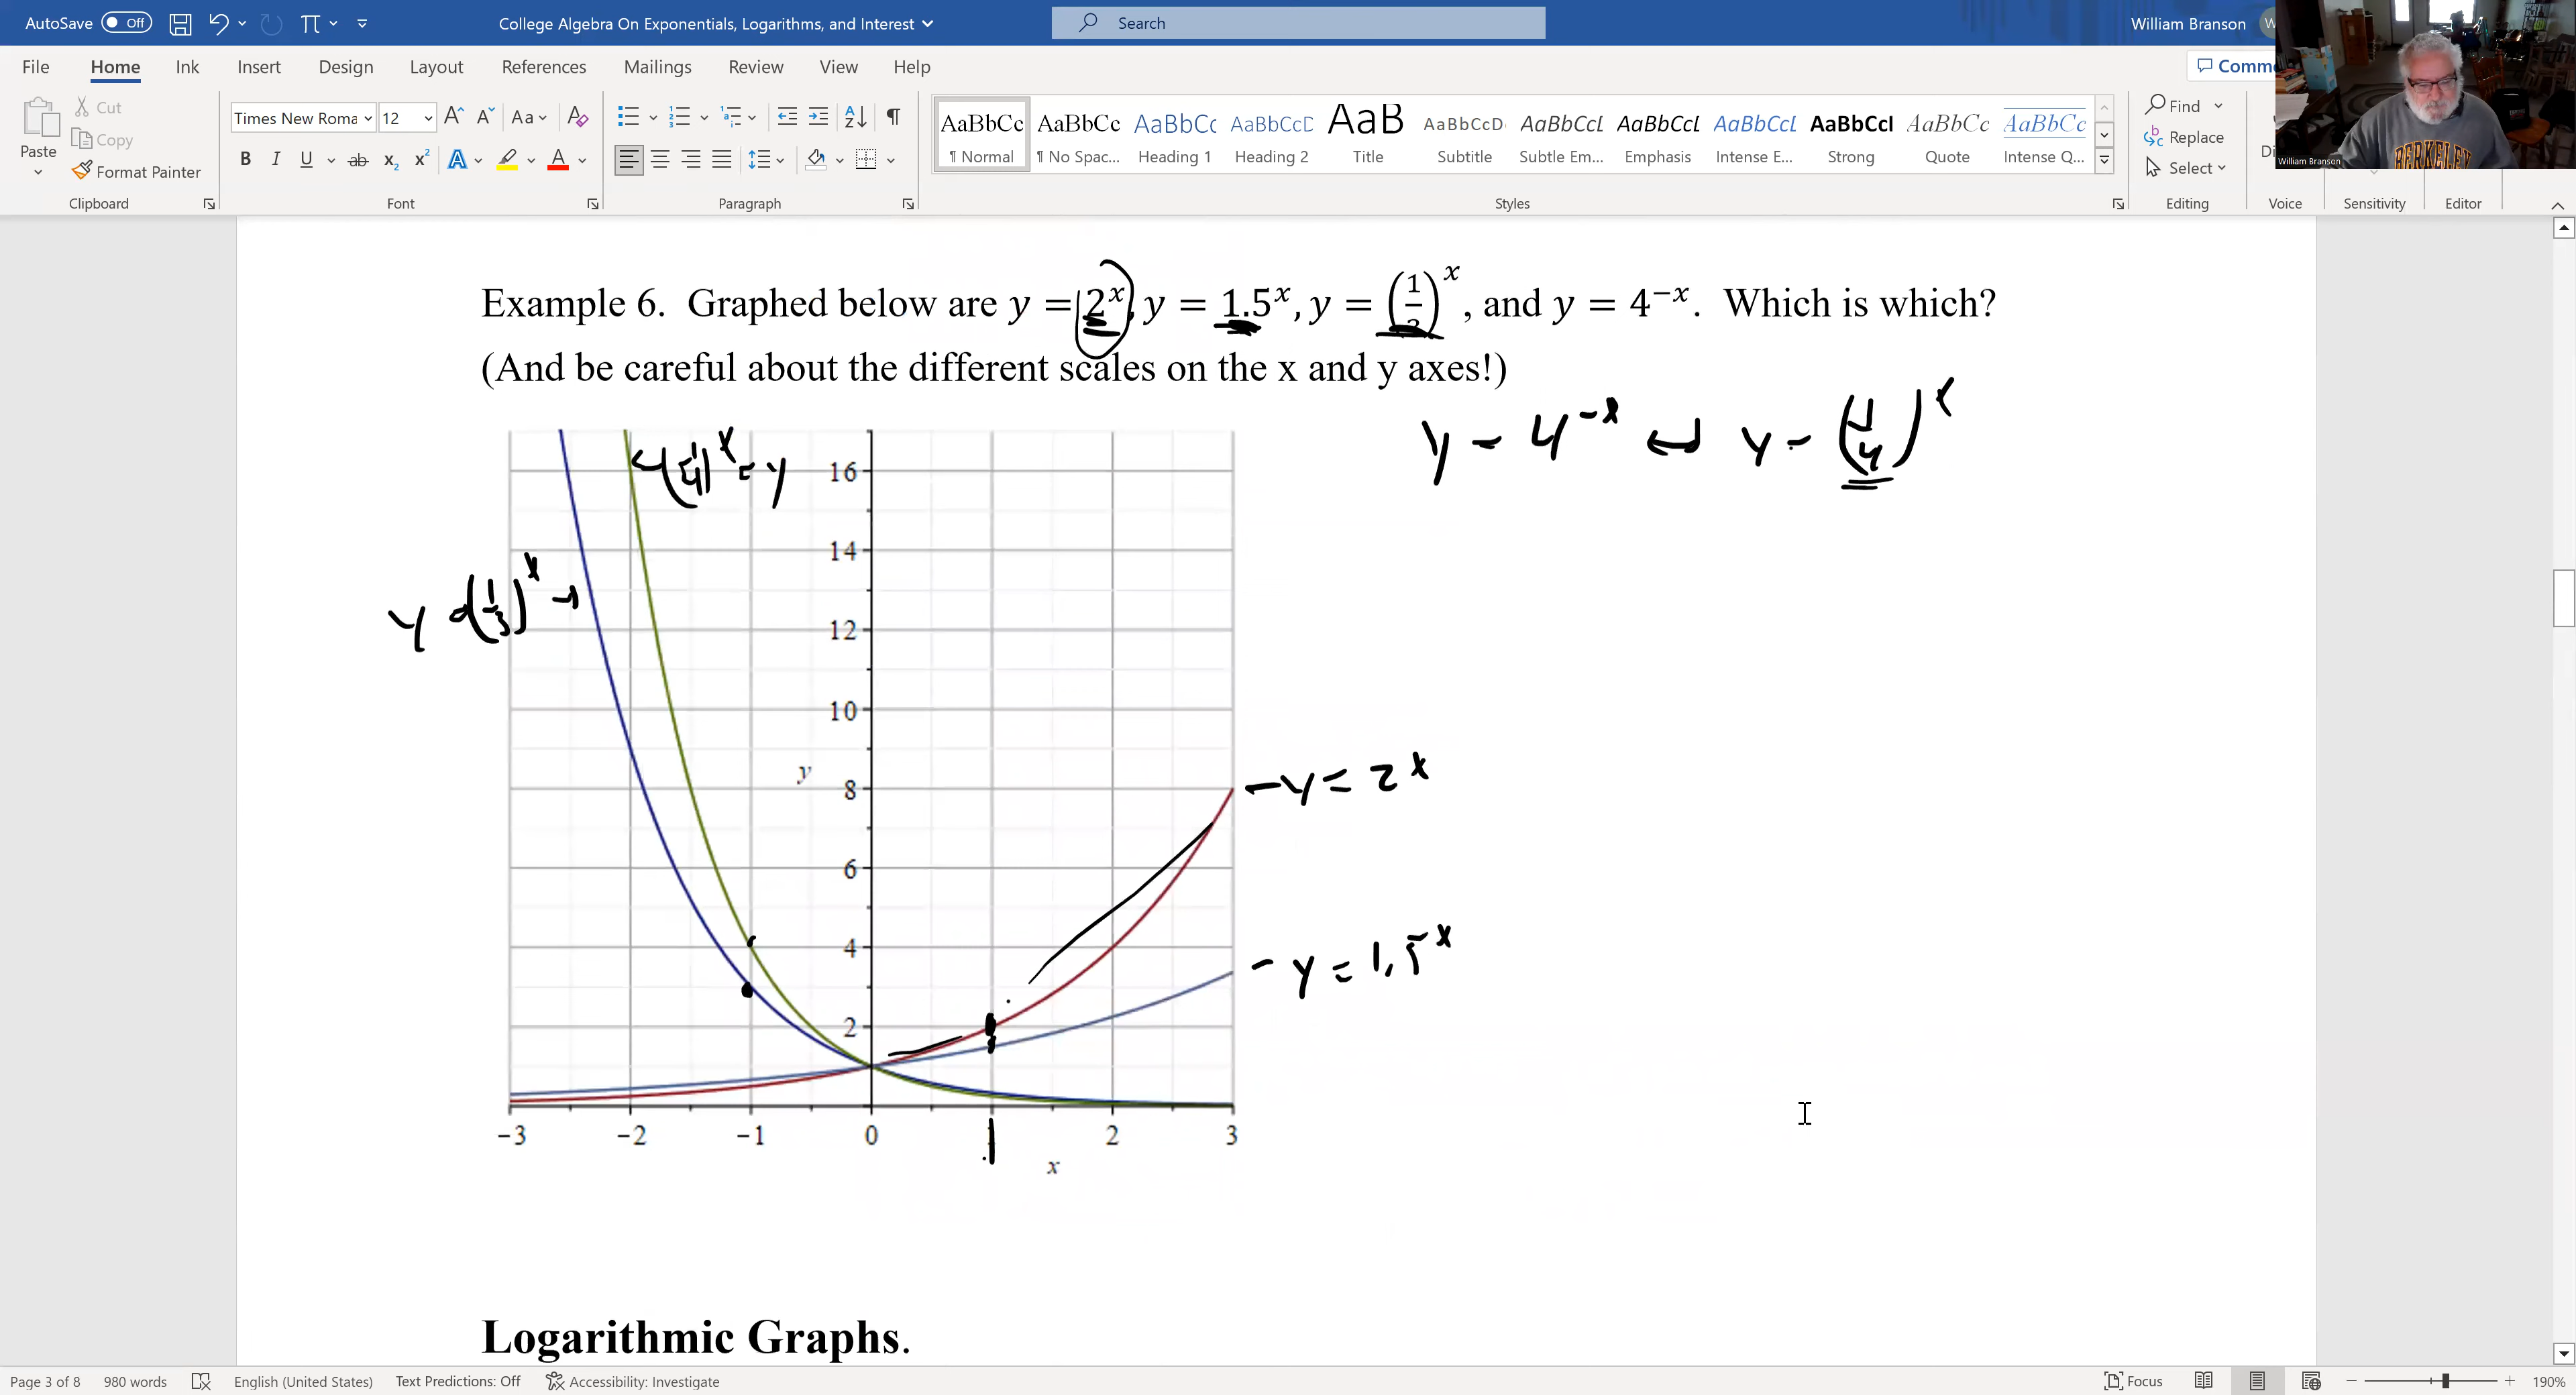 AutoSave Off College Algebra On Exponentials, Logarithms, and Interest Search William Branson
File Home Ink Insert Design Layout References Mailings Review View Help Comme
Paste Cut Copy Format Painter
Times New Roma 12
AaBbCc AaBbCc AaBbCc AaBbCcD AaB AaBbCcD AaBbCcL AaBbCcL AaBbCcL AaBbCcI AaBbCc AaBbCc
¶ Normal ¶ No Spac... Heading 1 Heading 2 Title Subtitle Subtle Em... Emphasis Intense E... Strong Quote Intense Q...
Find Replace Select
Di
William Branson
BERKELEY
Clipboard Font Paragraph Styles Editing Voice Sensitivity Editor
Example 6. Graphed below are y = 2^x, y = 1.5^x, y = (1/3)^x, and y = 4^−x. Which is which?
(And be careful about the different scales on the x and y axes!)
y = 4^-x ↔ y = (1/4)^x
(1/4)^x = y
y = (1/3)^x
16
14
12
10
y
8
6
4
2
y = 2^x
y = 1.5^x
−3 −2 −1 0 1 2 3
x
Logarithmic Graphs.
Page 3 of 8 980 words English (United States) Text Predictions: Off Accessibility: Investigate Focus 190%